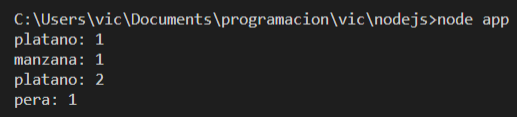 C:\Users\vic\Documents\programacion\vic\nodejs>node app
platano: 1
manzana: 1
platano: 2
pera: 1